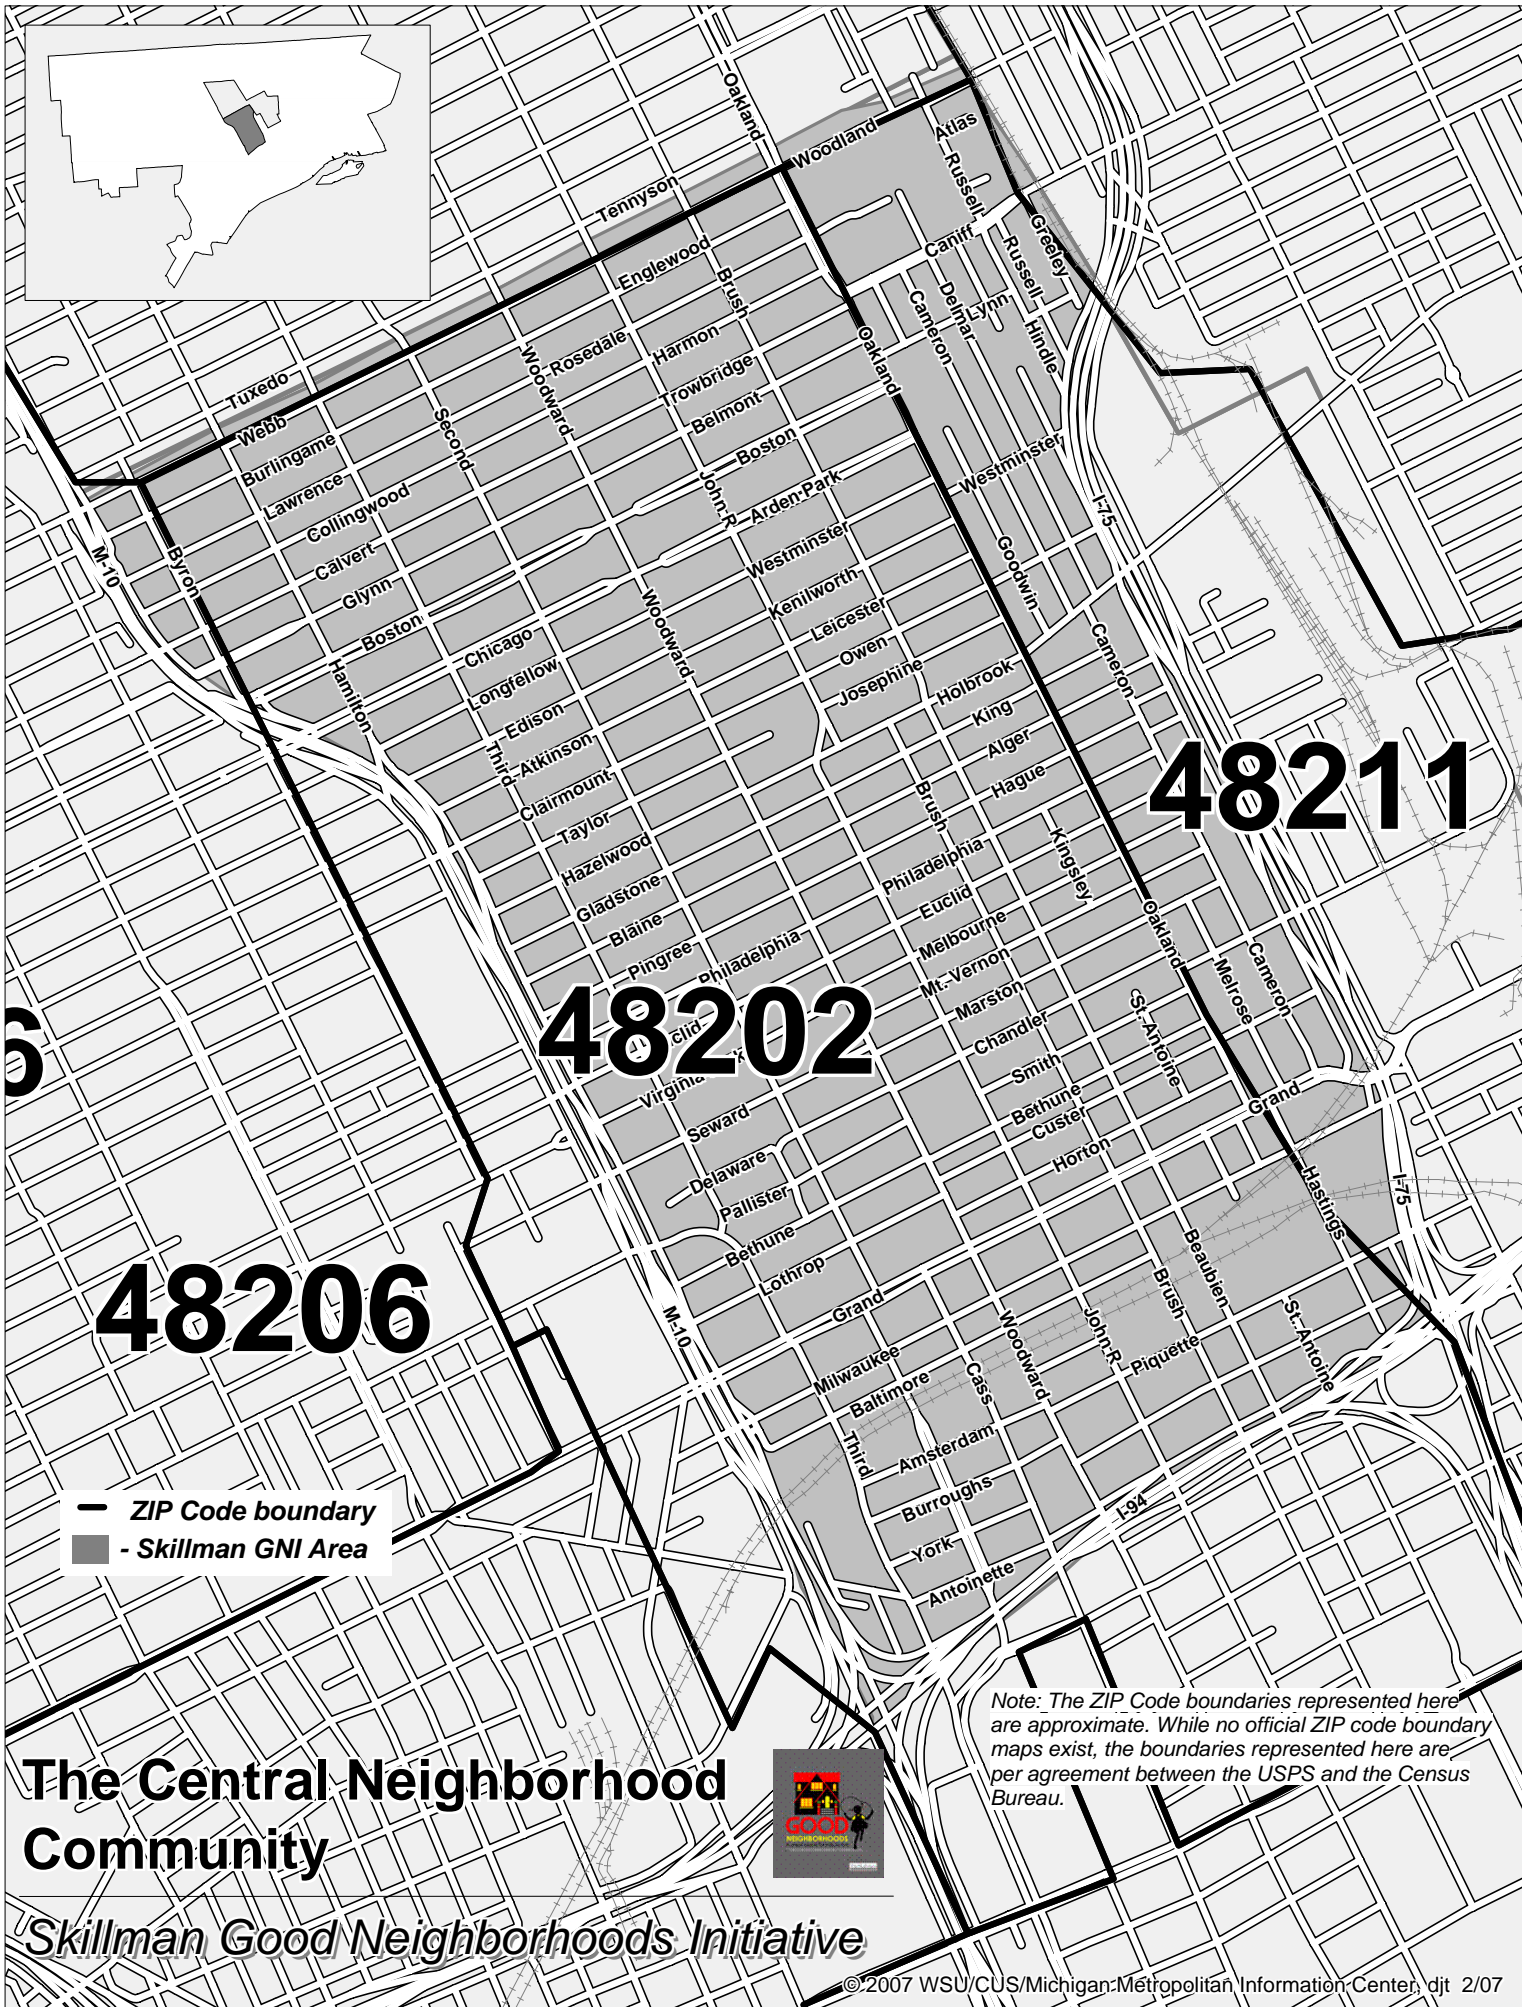 Oakland
Woodland
Atlas
Russell
Tennyson
Caniff
Greeley
Englewood
Brush
Russell
Delmar
Lynn
Cameron
Hindle
Rosedale
Harmon
Woodward
Oakland
Trowbridge
Tuxedo
Webb
Second
Belmont
Burlingame
Boston
Westminster
Lawrence
John R
Arden Park
Collingwood
I-75
M-10
Byron
Calvert
Westminster
Goodwin
Glynn
Kenilworth
Woodward
Leicester
Boston
Chicago
Owen
Cameron
Hamilton
Longfellow
Josephine
Holbrook
Edison
King
Third
Atkinson
Alger
48211
Clairmount
Hague
Brush
Taylor
Kingsley
Hazelwood
Philadelphia
Gladstone
Euclid
Blaine
Melbourne
Oakland
Pingree
Philadelphia
Mt. Vernon
Melrose
Cameron
Marston
St. Antoine
6
48202
Chandler
Smith
Virginia
Bethune
Grand
Seward
Custer
Horton
Delaware
Hastings
I-75
Pallister
Bethune
Beaubien
Lothrop
48206
Grand
Brush
M-10
Woodward
John R
St. Antoine
Milwaukee
Piquette
Cass
Baltimore
Third
Amsterdam
Burroughs
I-94
York
Antoinette
ZIP Code boundary
- Skillman GNI Area
Note: The ZIP Code boundaries represented here
are approximate. While no official ZIP code boundary
maps exist, the boundaries represented here are
per agreement between the USPS and the Census
Bureau.
The Central Neighborhood
Community
GOOD
NEIGHBORHOODS
Skillman Good Neighborhoods Initiative
© 2007 WSU/CUS/Michigan Metropolitan Information Center, djt 2/07